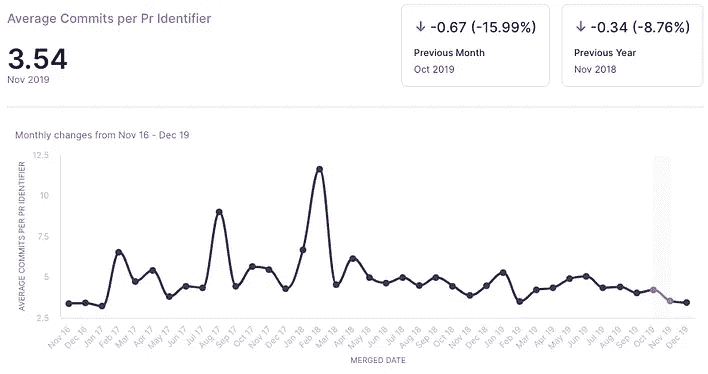 Average Commits per Pr Identifier
3.54
Nov 2019
↓ -0.67 (-15.99%)
Previous Month
Oct 2019
↓ -0.34 (-8.76%)
Previous Year
Nov 2018
Monthly changes from Nov 16 - Dec 19
AVERAGE COMMITS PER PR IDENTIFIER
12.5
10
7.5
5
2.5
Nov 16
Dec 16
Jan 17
Feb 17
Mar 17
Apr 17
May 17
Jun 17
Jul 17
Aug 17
Sep 17
Oct 17
Nov 17
Dec 17
Jan 18
Feb 18
Mar 18
Apr 18
May 18
Jun 18
Jul 18
Aug 18
Sep 18
Oct 18
Nov 18
Dec 18
Jan 19
Feb 19
Mar 19
Apr 19
May 19
Jun 19
Jul 19
Aug 19
Sep 19
Oct 19
Nov 19
Dec 19
MERGED DATE